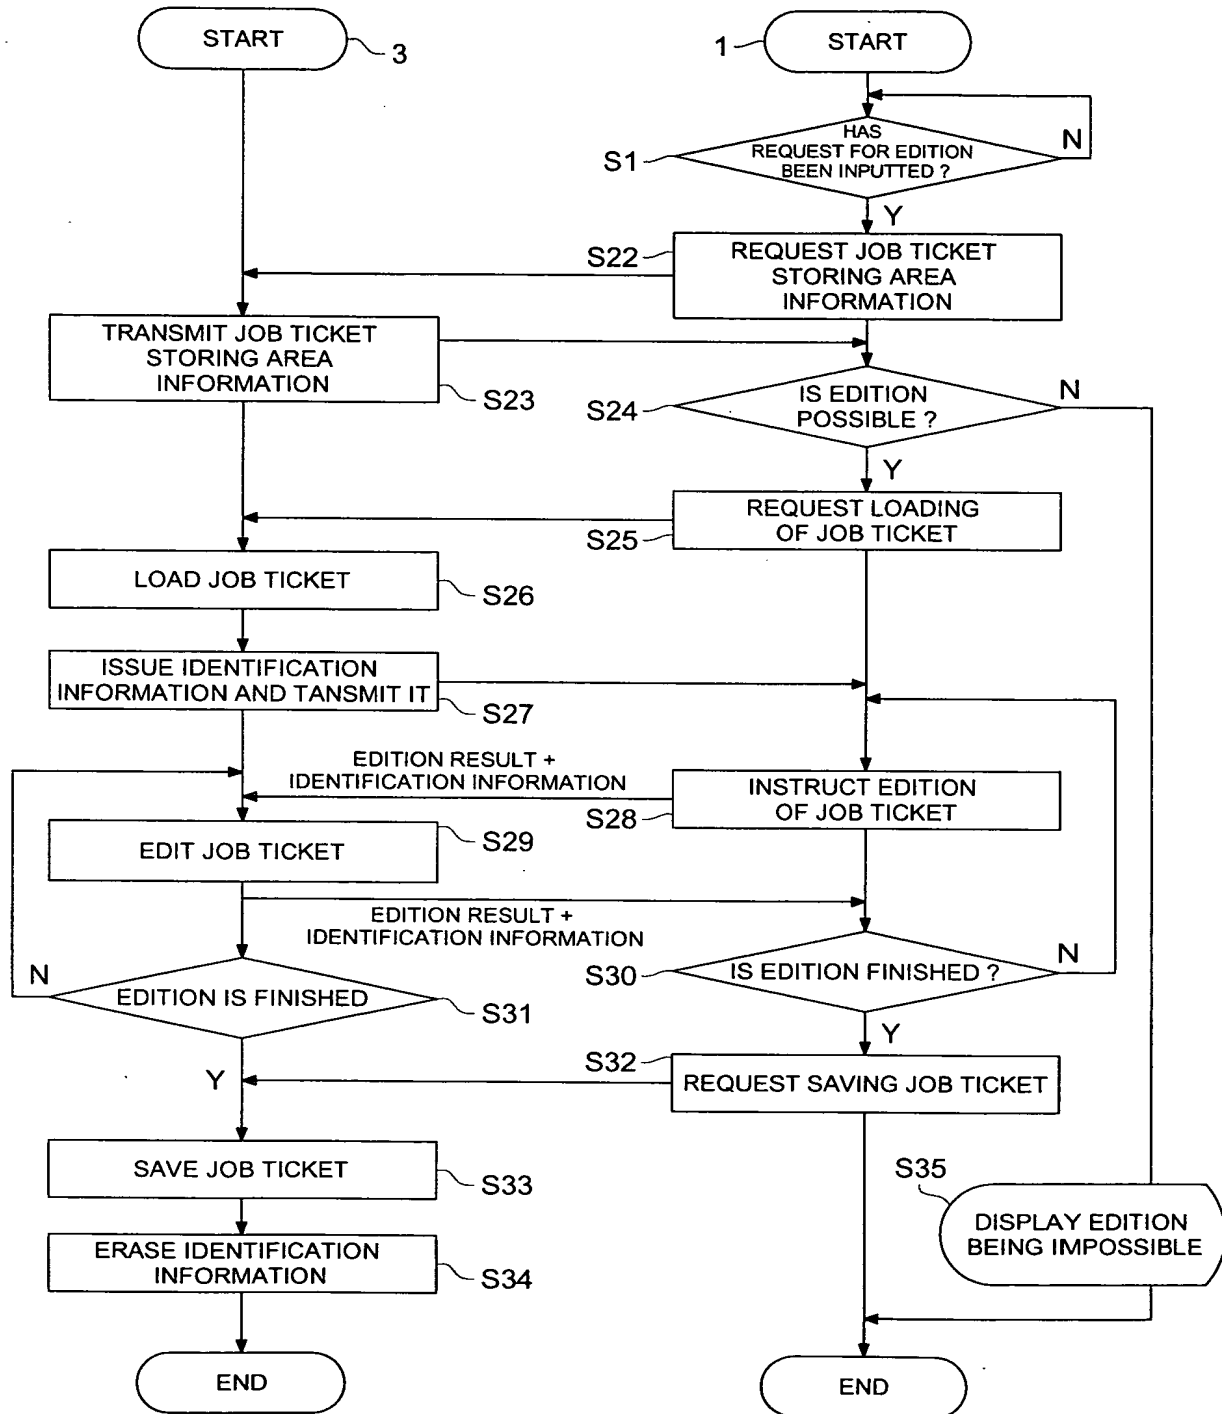 START
3
1
START
HAS
REQUEST FOR EDITION
BEEN INPUTTED ?
N
S1
Y
S22
REQUEST JOB TICKET
STORING AREA
INFORMATION
TRANSMIT JOB TICKET
STORING AREA
INFORMATION
S23
S24
IS EDITION
POSSIBLE ?
N
Y
REQUEST LOADING
OF JOB TICKET
S25
LOAD JOB TICKET
S26
ISSUE IDENTIFICATION
INFORMATION AND TANSMIT IT
S27
EDITION RESULT +
IDENTIFICATION INFORMATION
INSTRUCT EDITION
OF JOB TICKET
S28
EDIT JOB TICKET
S29
EDITION RESULT +
IDENTIFICATION INFORMATION
S30
IS EDITION FINISHED ?
N
N
EDITION IS FINISHED
S31
Y
Y
S32
REQUEST SAVING JOB TICKET
SAVE JOB TICKET
S33
S35
DISPLAY EDITION
BEING IMPOSSIBLE
ERASE IDENTIFICATION
INFORMATION
S34
END
END